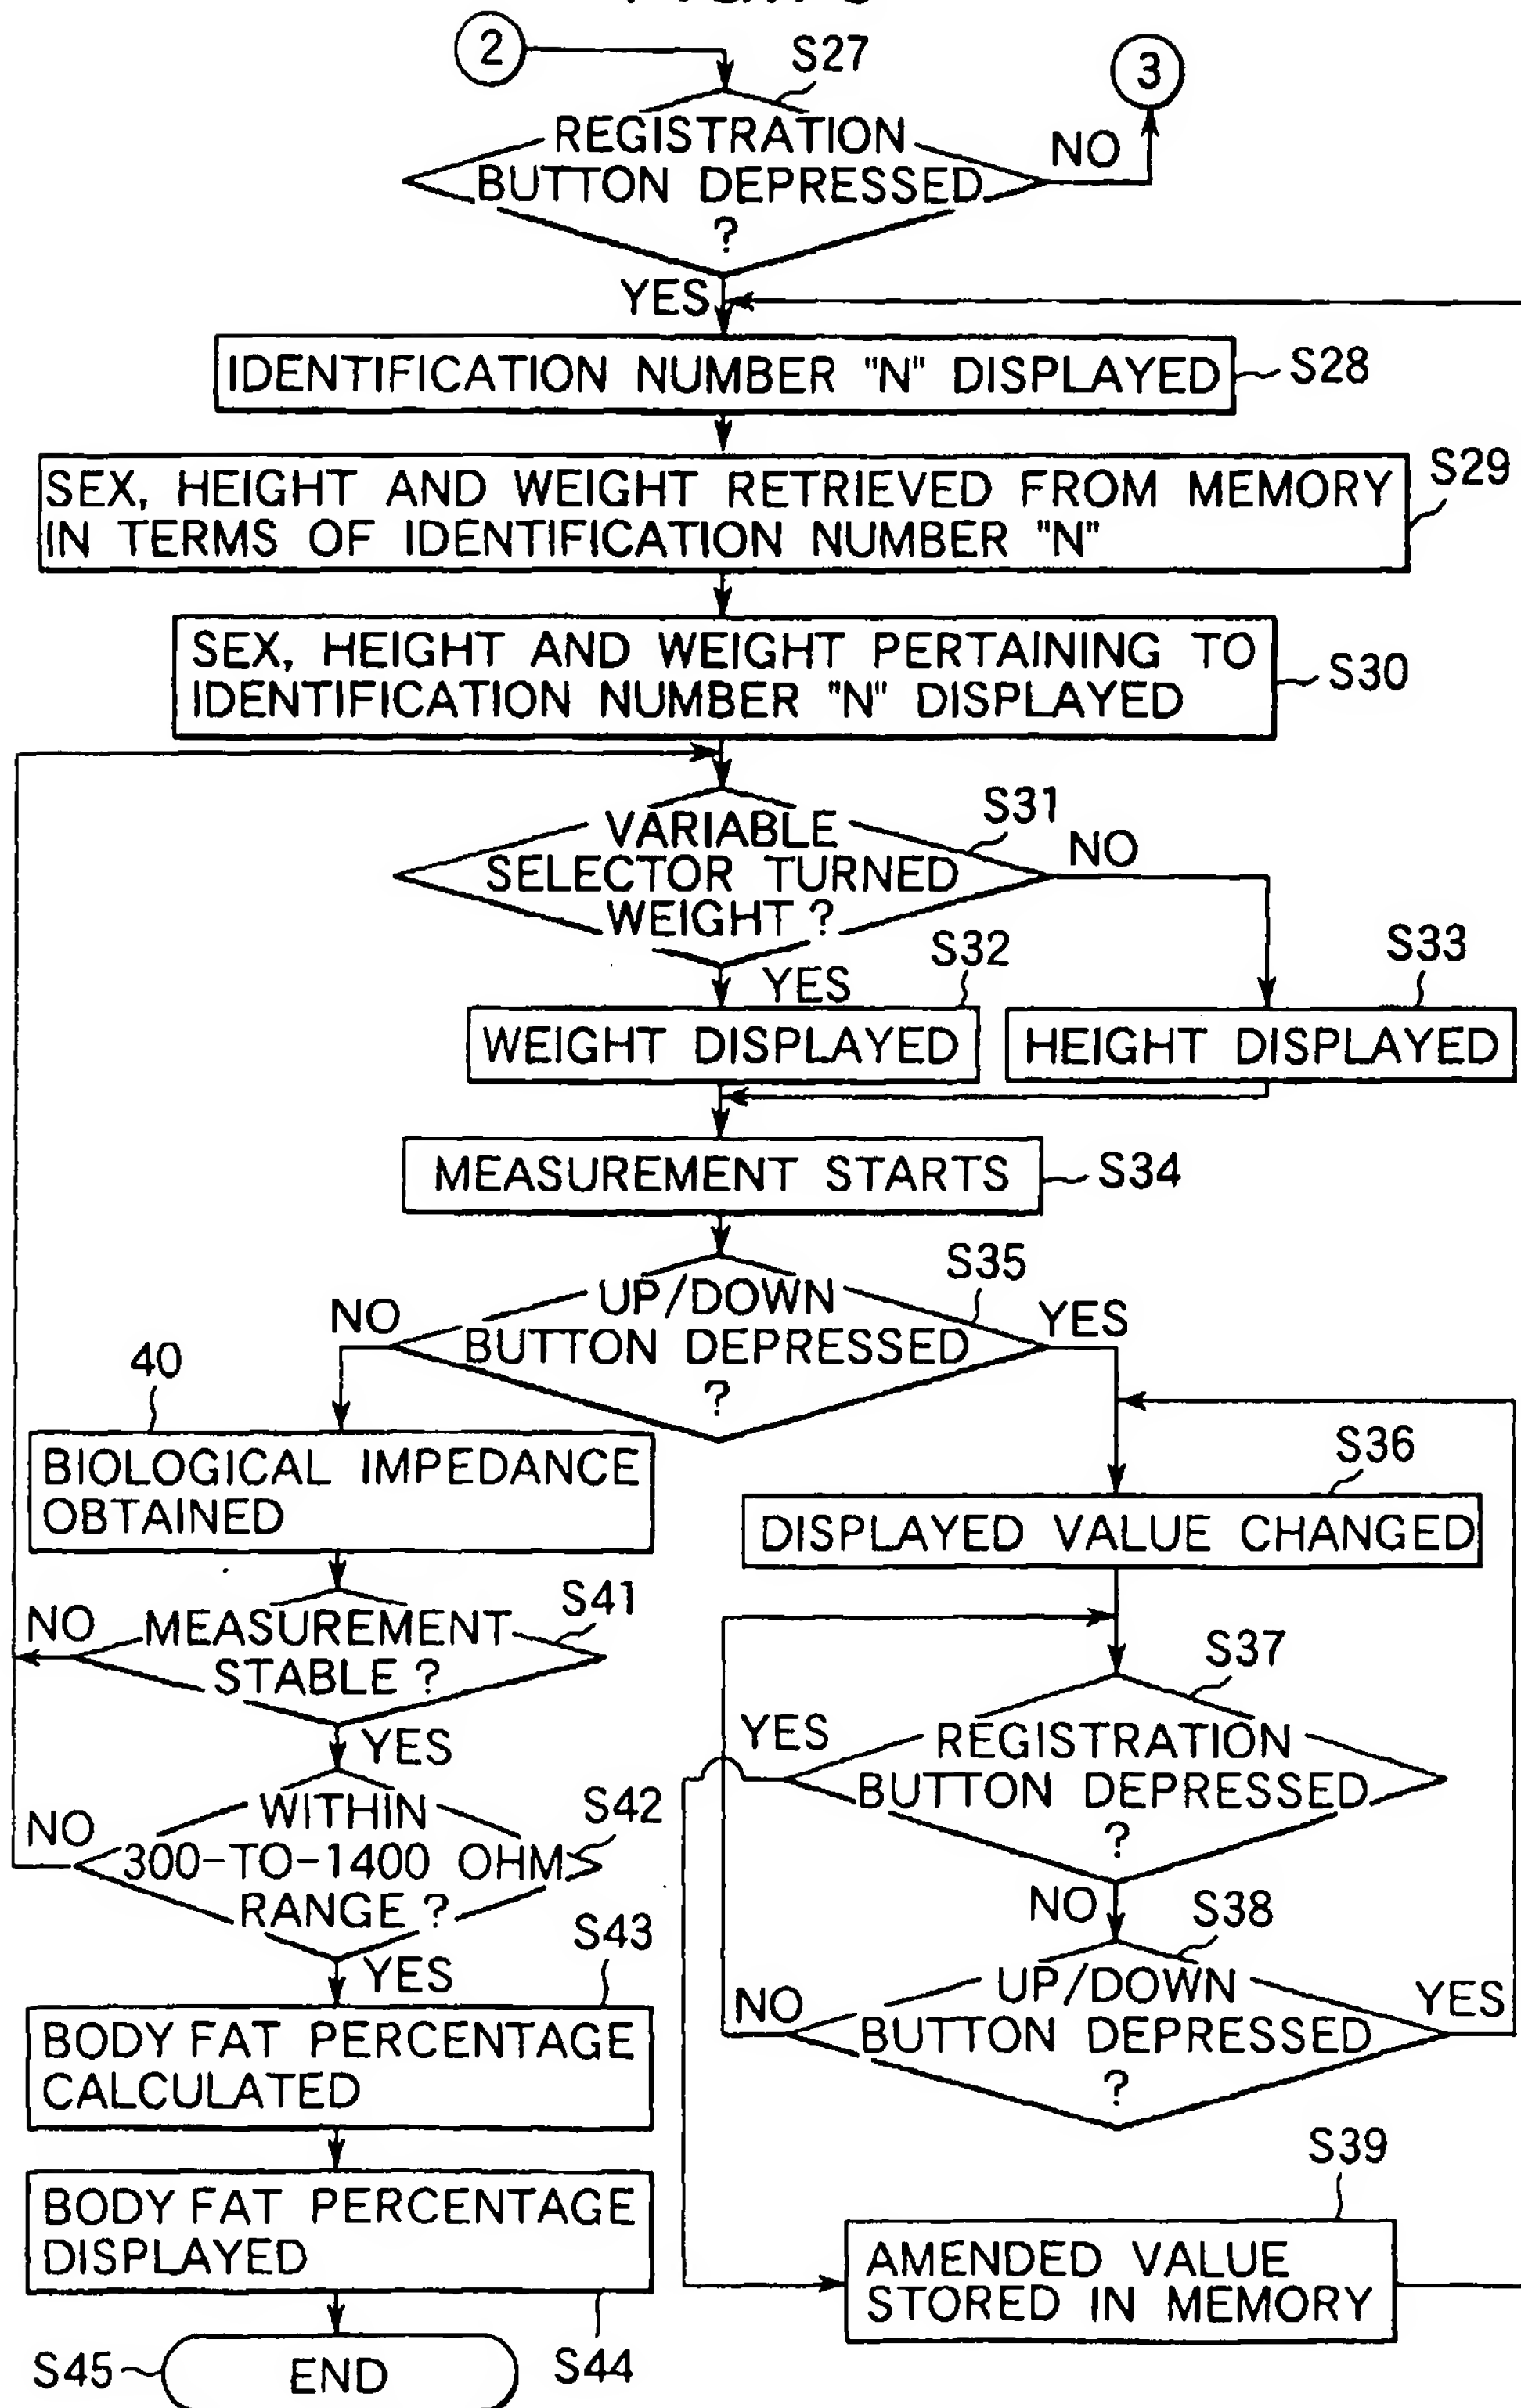 2
S27
3
REGISTRATION
BUTTON DEPRESSED
?
NO
YES
IDENTIFICATION NUMBER "N" DISPLAYED
S28
SEX, HEIGHT AND WEIGHT RETRIEVED FROM MEMORY
IN TERMS OF IDENTIFICATION NUMBER "N"
S29
SEX, HEIGHT AND WEIGHT PERTAINING TO
IDENTIFICATION NUMBER "N" DISPLAYED
S30
VARIABLE
SELECTOR TURNED
WEIGHT ?
S31
NO
YES
S32
S33
WEIGHT DISPLAYED
HEIGHT DISPLAYED
MEASUREMENT STARTS
S34
UP/DOWN
BUTTON DEPRESSED
?
S35
NO
YES
40
BIOLOGICAL IMPEDANCE
OBTAINED
S36
DISPLAYED VALUE CHANGED
S41
NO
MEASUREMENT
STABLE ?
YES
S37
YES
REGISTRATION
BUTTON DEPRESSED
?
NO
NO
WITHIN
300-TO-1400 OHM
RANGE ?
S42
YES
S43
S38
UP/DOWN
BUTTON DEPRESSED
?
NO
YES
BODY FAT PERCENTAGE
CALCULATED
BODY FAT PERCENTAGE
DISPLAYED
S44
S39
AMENDED VALUE
STORED IN MEMORY
S45
END